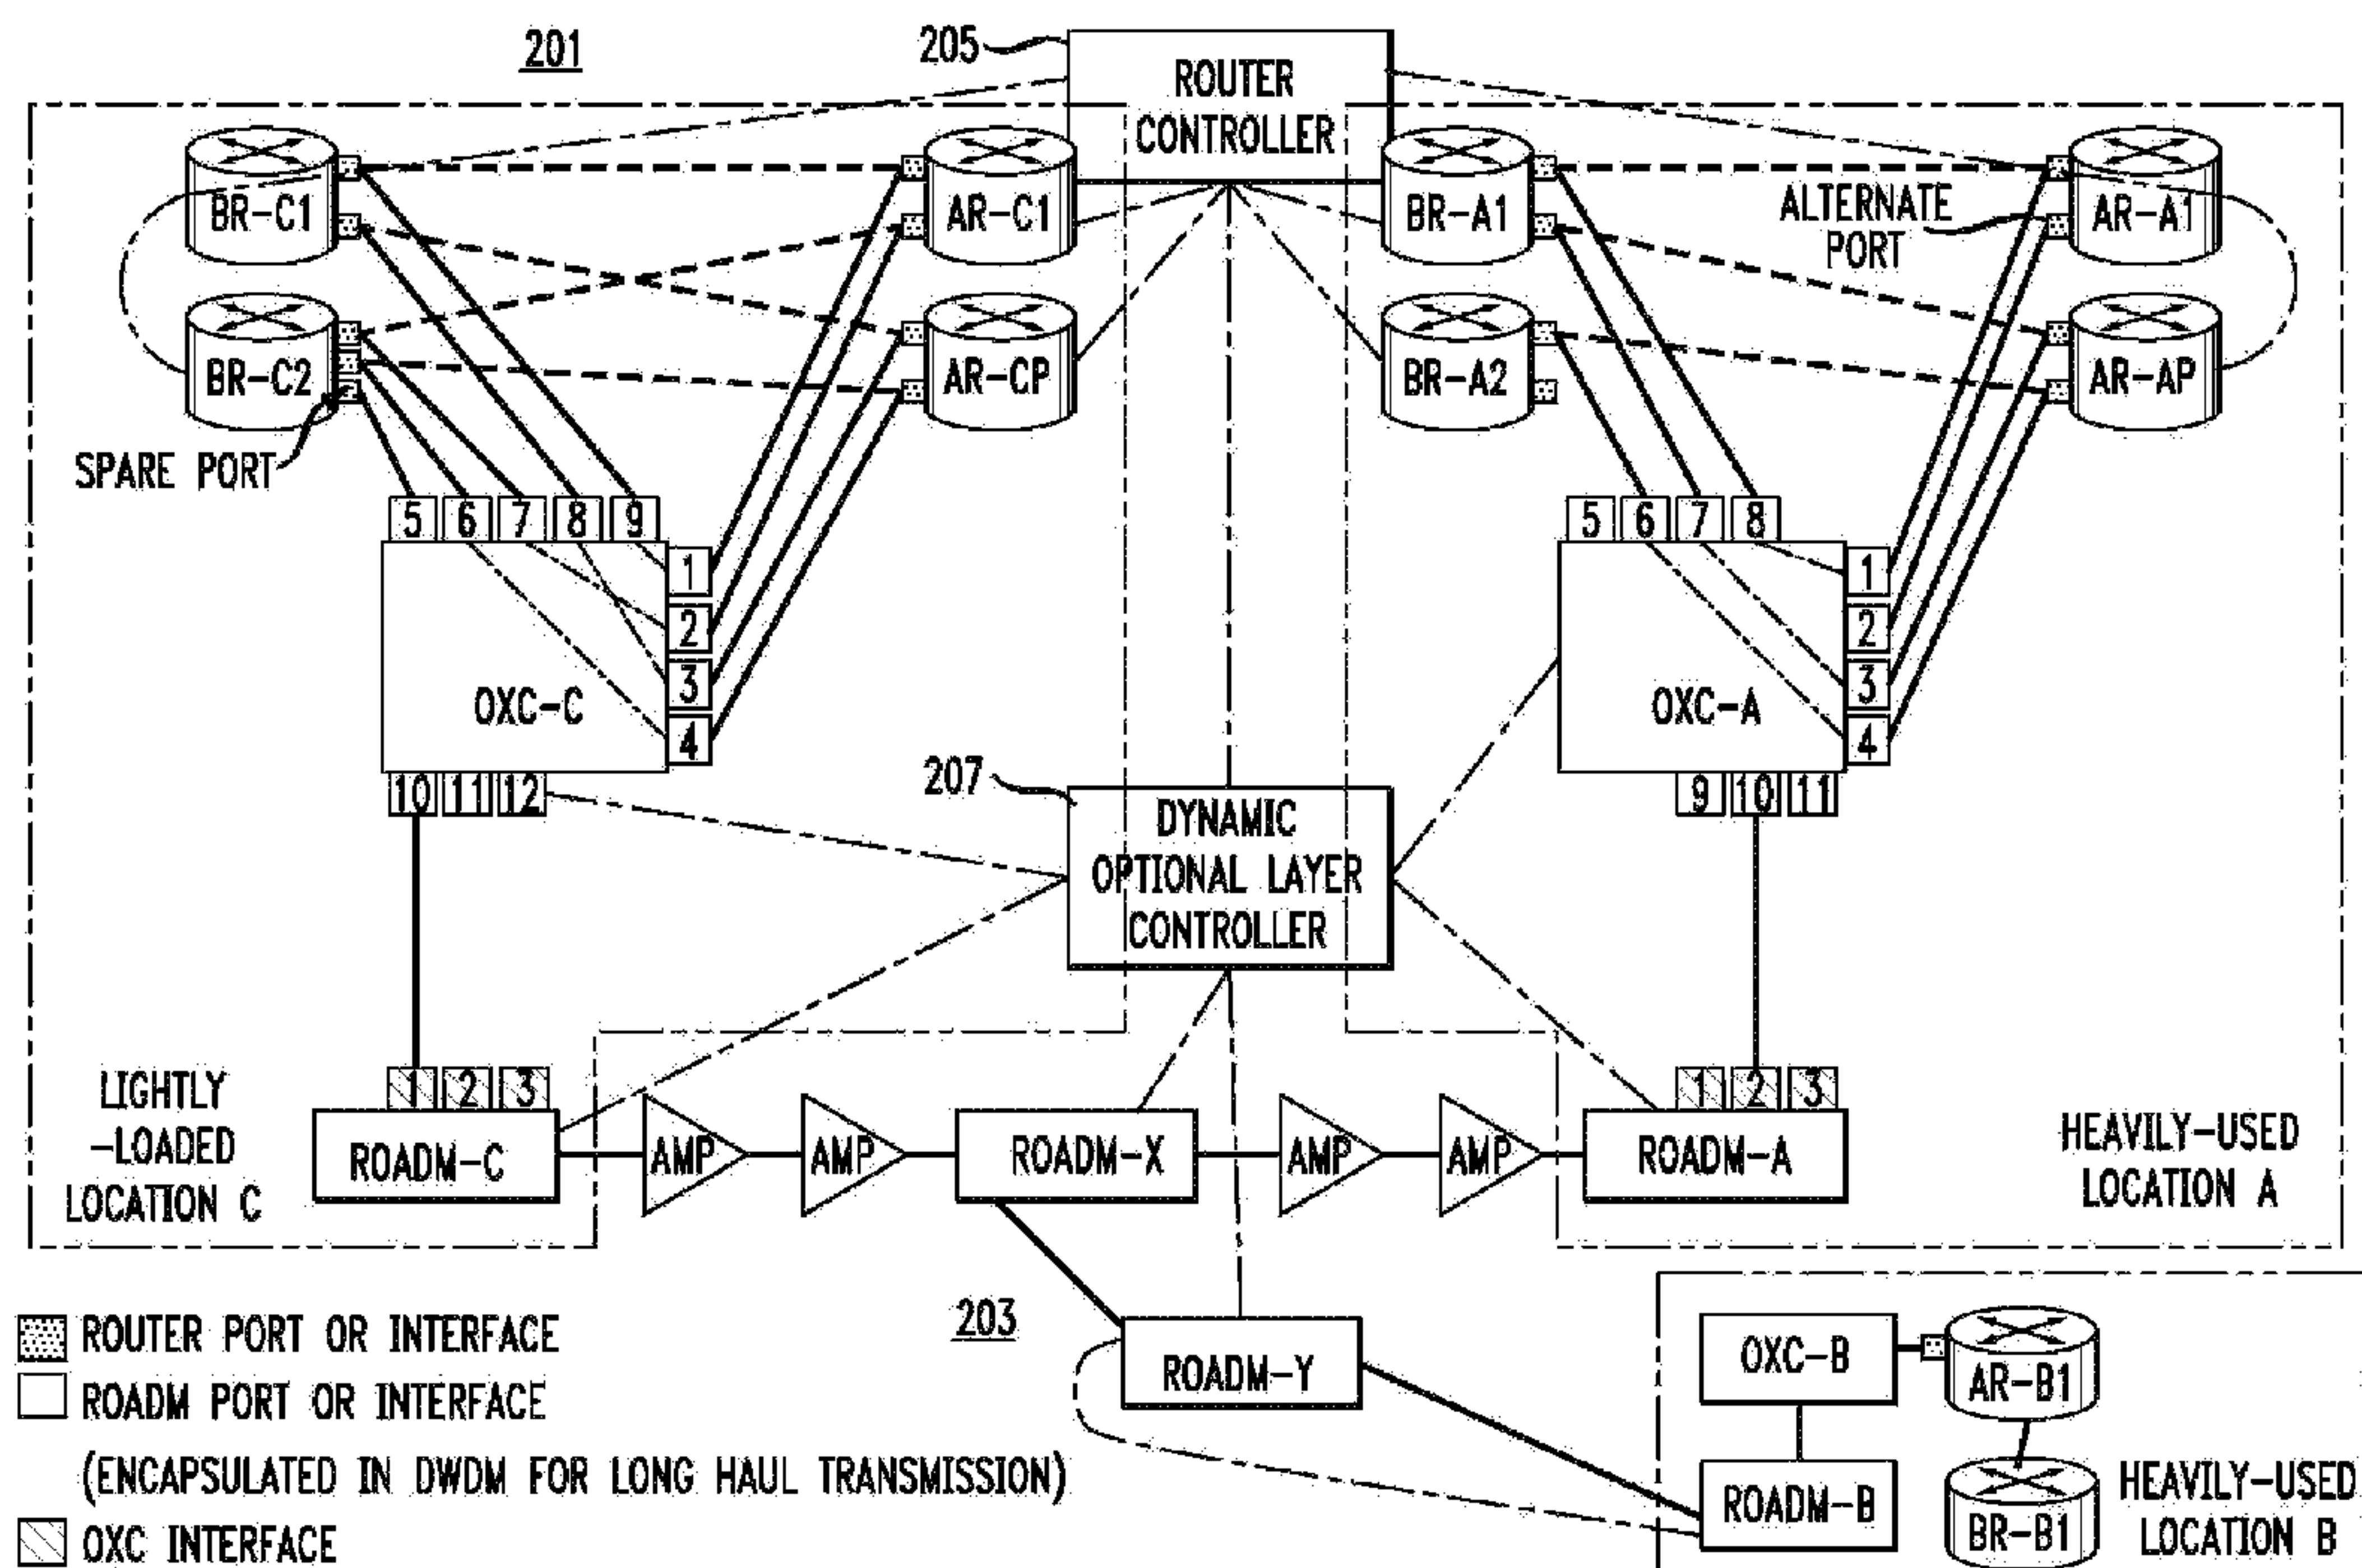 201
205
ROUTER
CONTROLLER
BR-C1
AR-C1
BR-A1
ALTERNATE
PORT
AR-A1
BR-C2
AR-CP
BR-A2
AR-AP
SPARE PORT
5 6 7 8 9
5 6 7 8
1
2
3
4
OXC-C
1
2
3
4
OXC-A
10 11 12
9 10 11
207
DYNAMIC
OPTIONAL LAYER
CONTROLLER
LIGHTLY
-LOADED
LOCATION C
1 2 3
ROADM-C
AMP
AMP
ROADM-X
AMP
AMP
1 2 3
ROADM-A
HEAVILY-USED
LOCATION A
203
ROADM-Y
OXC-B
AR-B1
ROADM-B
BR-B1
HEAVILY-USED
LOCATION B
ROUTER PORT OR INTERFACE
ROADM PORT OR INTERFACE
(ENCAPSULATED IN DWDM FOR LONG HAUL TRANSMISSION)
OXC INTERFACE